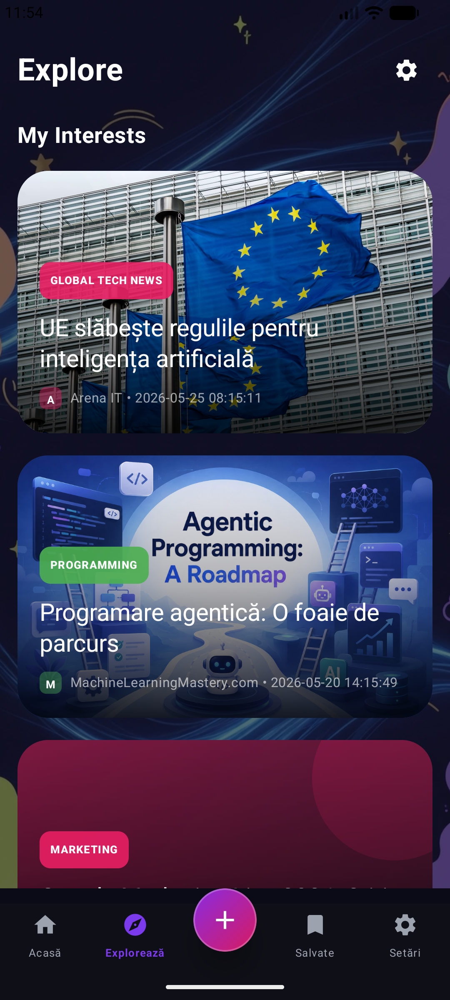 11:54
Explore
My Interests
GLOBAL TECH NEWS
UE slăbește regulile pentru
inteligența artificială
A Arena IT • 2026-05-25 08:15:11
</>
</>
Agentic
Programming:
A Roadmap
>_
PROGRAMMING
Programare agentică: O foaie de
parcurs
AI
M MachineLearningMastery.com • 2026-05-20 14:15:49
MARKETING
Acasă
Explorează
+
Salvate
Setări